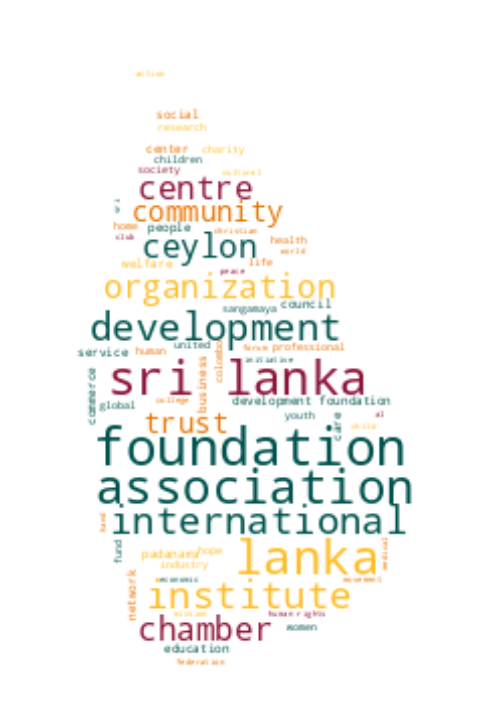 action
social
research
center charity
children
society cultural
centre
sri
community
home people christian
club
ceylon health
world
welfare life
peace
organization
sangamaya council
development
united forum professional
service human
initiative
colombo
business
commerce
sri lanka
global college development foundation
youth al
trust care child
foundation
association
international
fund
hope
padanama lanka
industry
medical
economic movement
network
institute
mission human rights
chamber women
education
federation